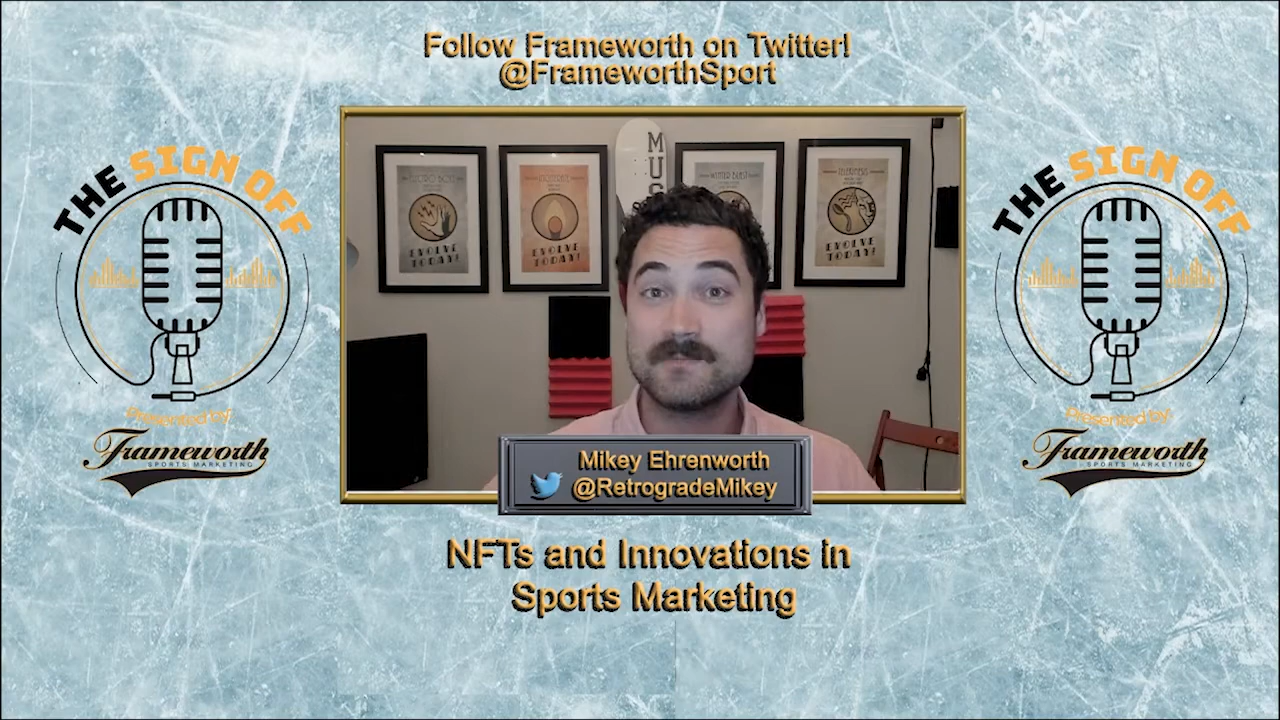 Follow Frameworth on Twitter!
@FrameworthSport
THE SIGN OFF
Presented by:
Frameworth
SPORTS MARKETING
MUS
EVOLVE
TODAY!
EVOLVE
TODAY!
EVOLVE
TODAY!
Mikey Ehrenworth
@RetrogradeMikey
THE SIGN OFF
Presented by:
Frameworth
SPORTS MARKETING
NFTs and Innovations in
Sports Marketing